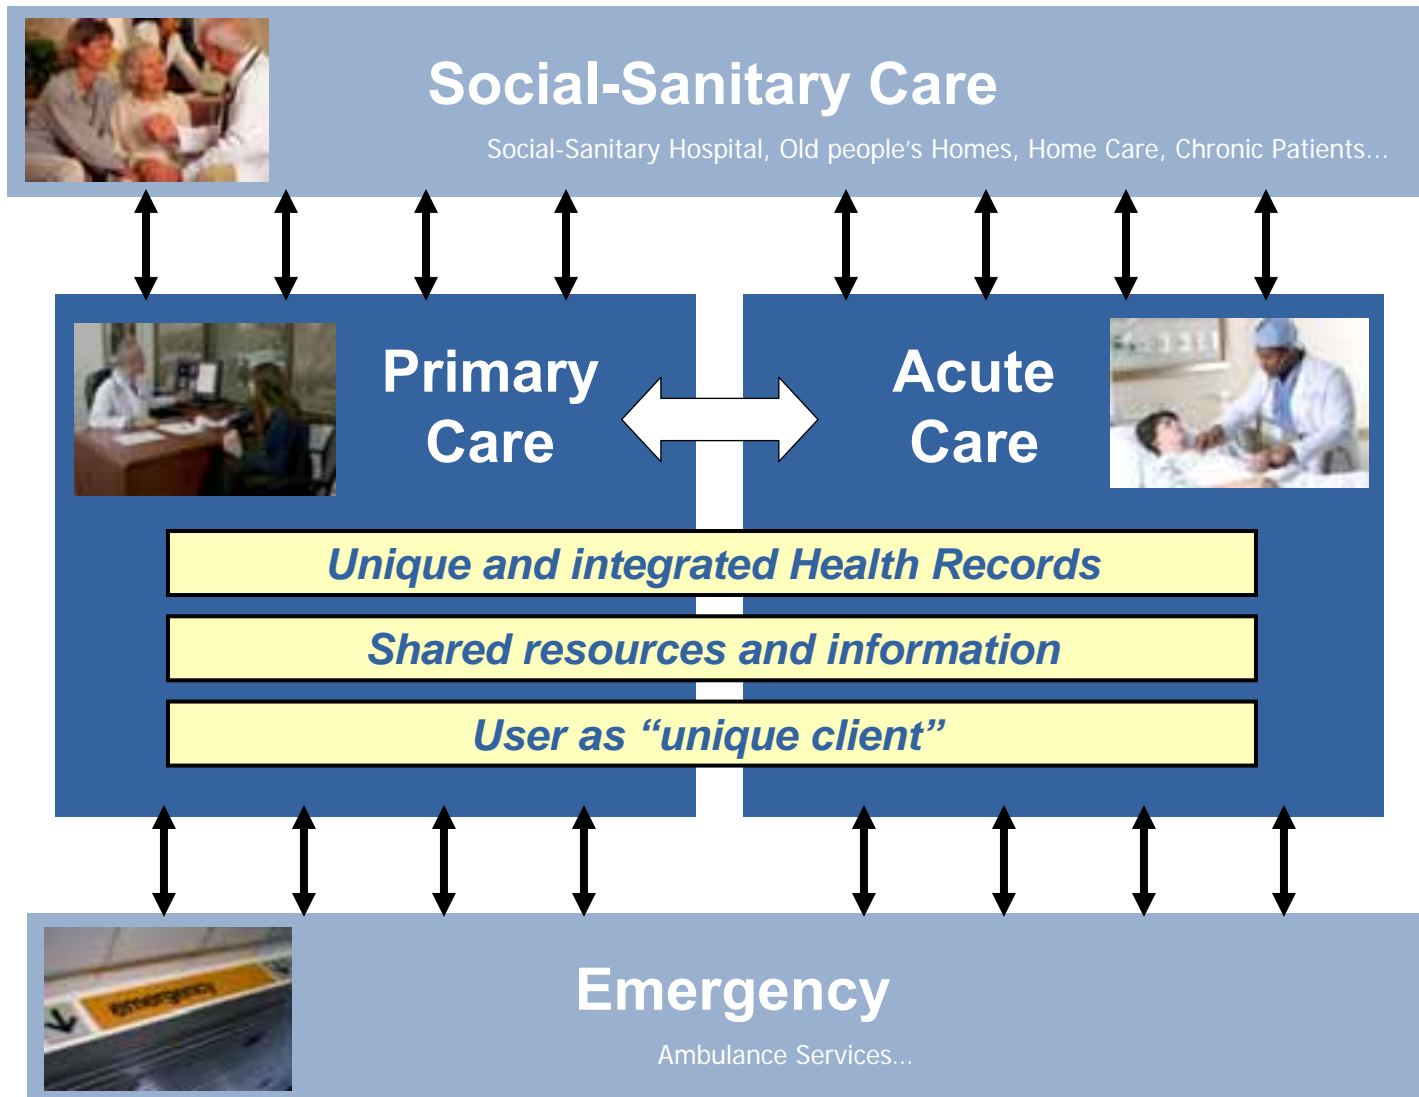 Social-Sanitary Care
Social-Sanitary Hospital, Old people's Homes, Home Care, Chronic Patients...
Primary
Care
Acute
Care
Unique and integrated Health Records
Shared resources and information
User as “unique client”
emergency
Emergency
Ambulance Services...